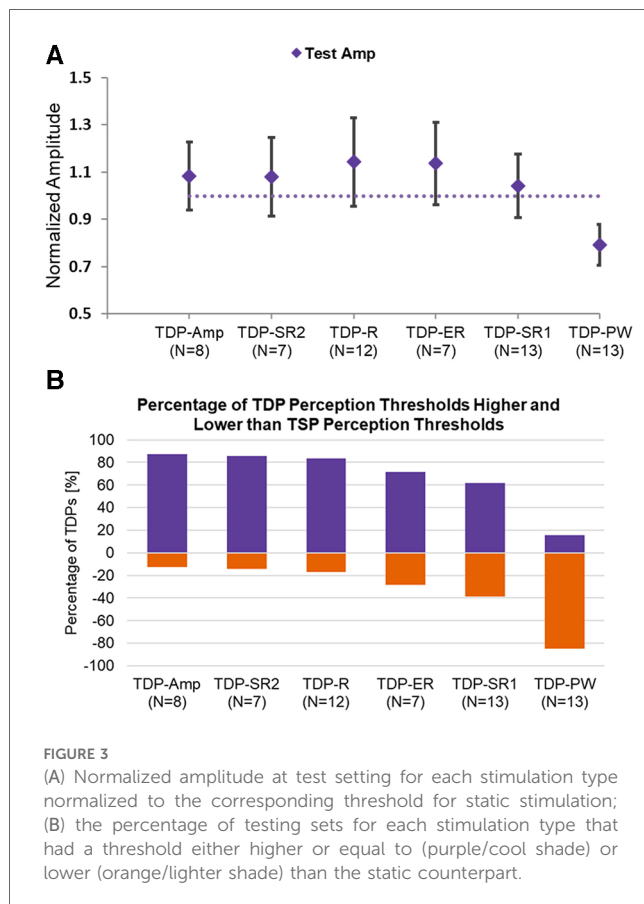 A
Test Amp
1.5
1.3
1.1
0.9
0.7
0.5
Normalized Amplitude
TDP-Amp TDP-SR2 TDP-R TDP-ER TDP-SR1 TDP-PW
(N=8) (N=7) (N=12) (N=7) (N=13) (N=13)
B
Percentage of TDP Perception Thresholds Higher and
Lower than TSP Perception Thresholds
100
80
60
40
20
0
-20
-40
-60
-80
-100
Percentage of TDPs [%]
TDP-Amp TDP-SR2 TDP-R TDP-ER TDP-SR1 TDP-PW
(N=8) (N=7) (N=12) (N=7) (N=13) (N=13)
FIGURE 3
(A) Normalized amplitude at test setting for each stimulation type
normalized to the corresponding threshold for static stimulation;
(B) the percentage of testing sets for each stimulation type that
had a threshold either higher or equal to (purple/cool shade) or
lower (orange/lighter shade) than the static counterpart.